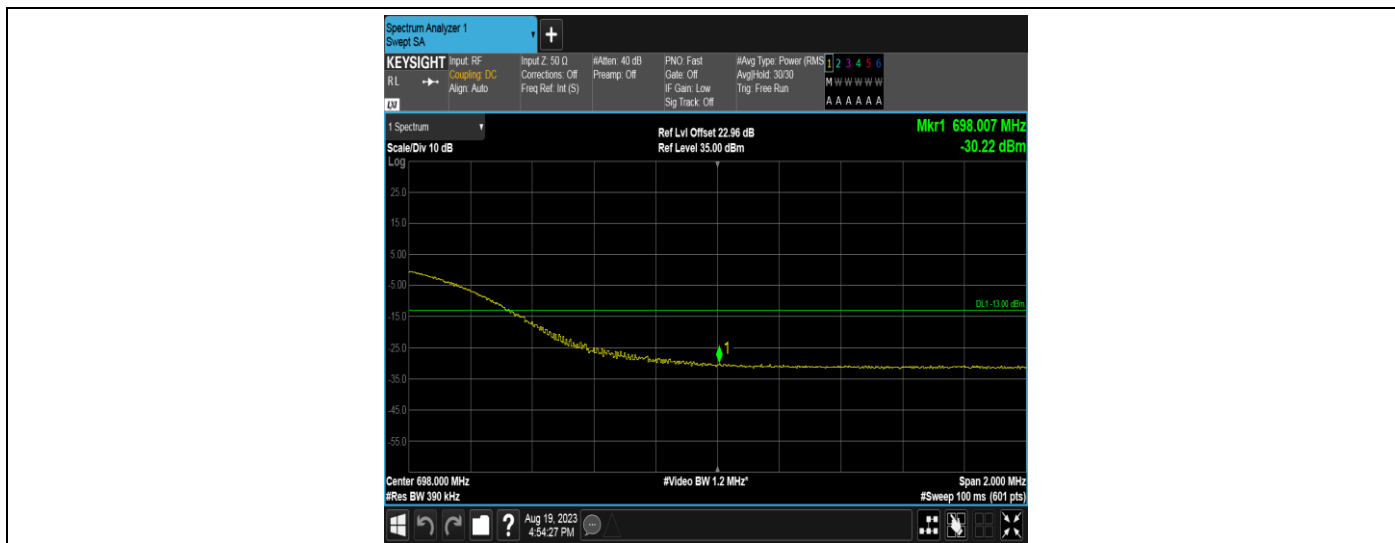 Spectrum Analyzer 1
Swept SA
+
KEYSIGHT
RL
LXI
Input: RF
Coupling: DC
Align: Auto
Input Z: 50 Ω
Corrections: Off
Freq Ref: Int (S)
#Atten: 40 dB
Preamp: Off
PNO: Fast
Gate: Off
IF Gain: Low
Sig Track: Off
#Avg Type: Power (RMS
Avg|Hold: 30/30
Trig: Free Run
1 2 3 4 5 6
M W W W W W
A A A A A A
1 Spectrum
Scale/Div 10 dB
Ref Lvl Offset 22.96 dB
Ref Level 35.00 dBm
Mkr1 698.007 MHz
-30.22 dBm
Log
25.0
15.0
5.00
-5.00
DL1 -13.00 dBm
-15.0
1
-25.0
-35.0
-45.0
-55.0
Center 698.000 MHz
#Res BW 390 kHz
#Video BW 1.2 MHz*
Span 2.000 MHz
#Sweep 100 ms (601 pts)
?
Aug 19, 2023
4:54:27 PM